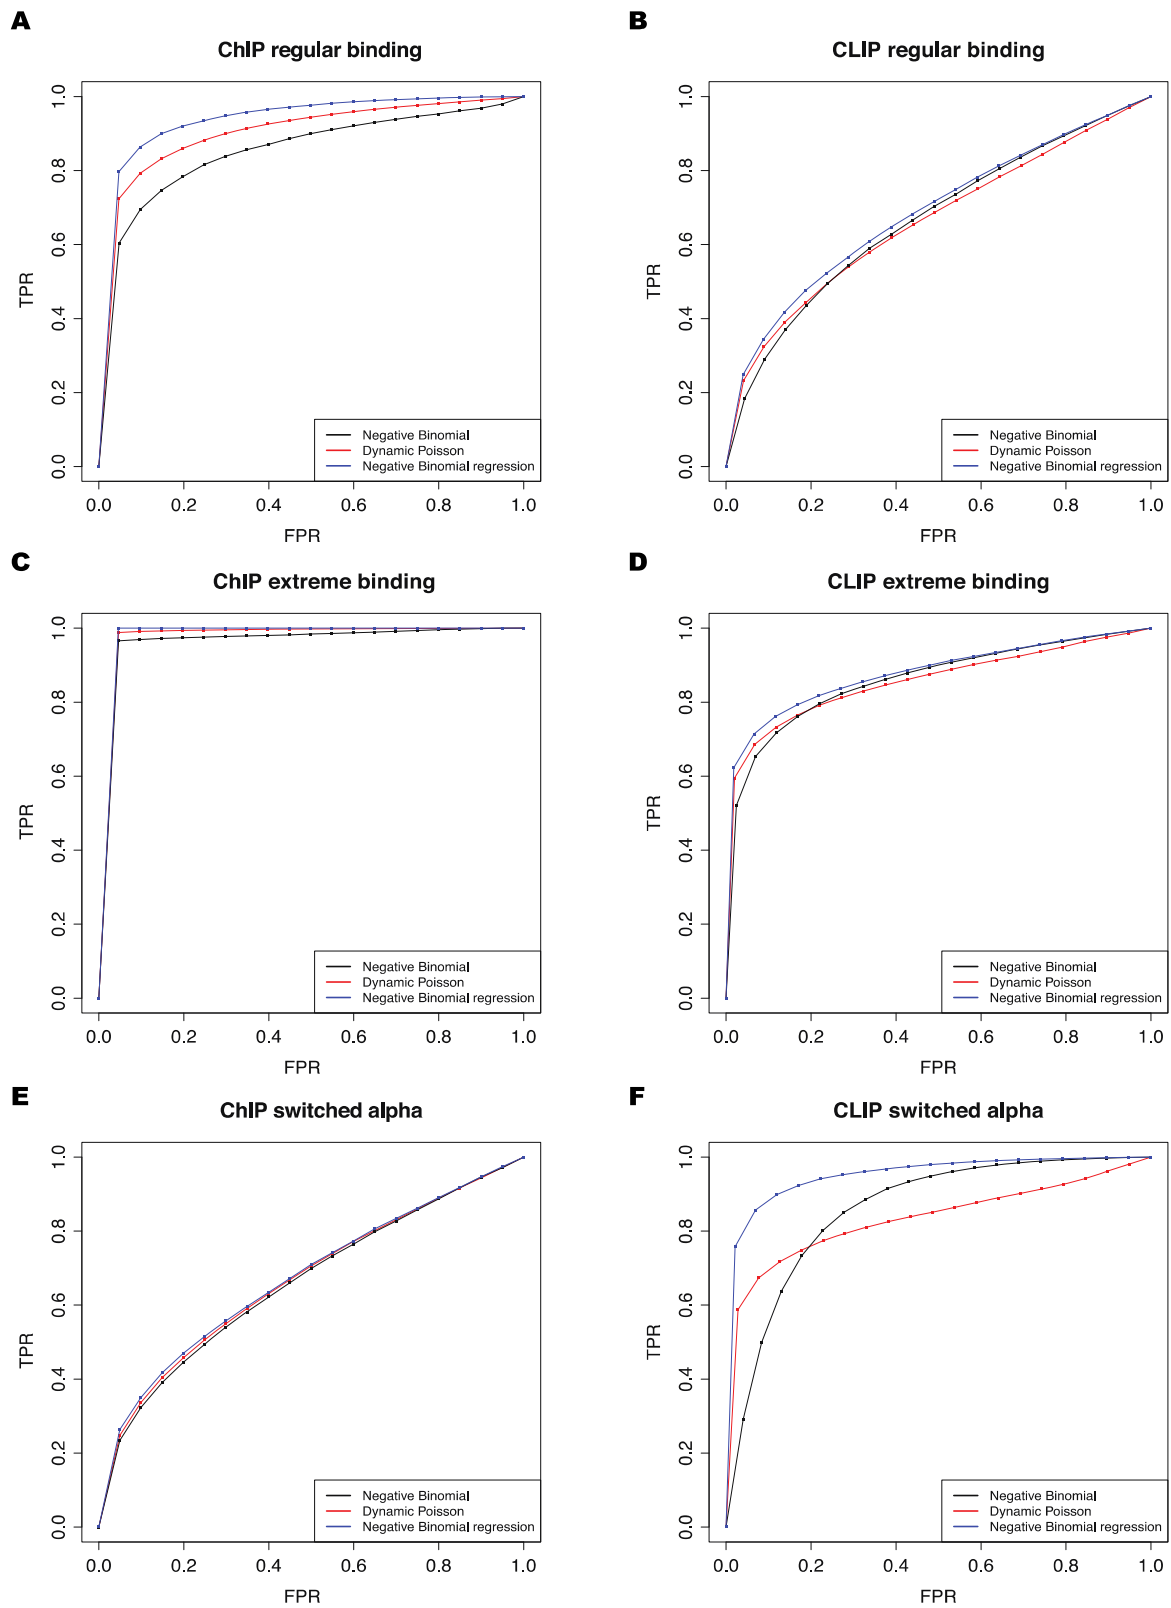 A
ChIP regular binding
TPR
1.0
0.8
0.6
0.4
0.2
0.0
Negative Binomial
Dynamic Poisson
Negative Binomial regression
0.0 0.2 0.4 0.6 0.8 1.0
FPR
B
CLIP regular binding
TPR
1.0
0.8
0.6
0.4
0.2
0.0
Negative Binomial
Dynamic Poisson
Negative Binomial regression
0.0 0.2 0.4 0.6 0.8 1.0
FPR
C
ChIP extreme binding
TPR
1.0
0.8
0.6
0.4
0.2
0.0
Negative Binomial
Dynamic Poisson
Negative Binomial regression
0.0 0.2 0.4 0.6 0.8 1.0
FPR
D
CLIP extreme binding
TPR
1.0
0.8
0.6
0.4
0.2
0.0
Negative Binomial
Dynamic Poisson
Negative Binomial regression
0.0 0.2 0.4 0.6 0.8 1.0
FPR
E
ChIP switched alpha
TPR
1.0
0.8
0.6
0.4
0.2
0.0
Negative Binomial
Dynamic Poisson
Negative Binomial regression
0.0 0.2 0.4 0.6 0.8 1.0
FPR
F
CLIP switched alpha
TPR
1.0
0.8
0.6
0.4
0.2
0.0
Negative Binomial
Dynamic Poisson
Negative Binomial regression
0.0 0.2 0.4 0.6 0.8 1.0
FPR